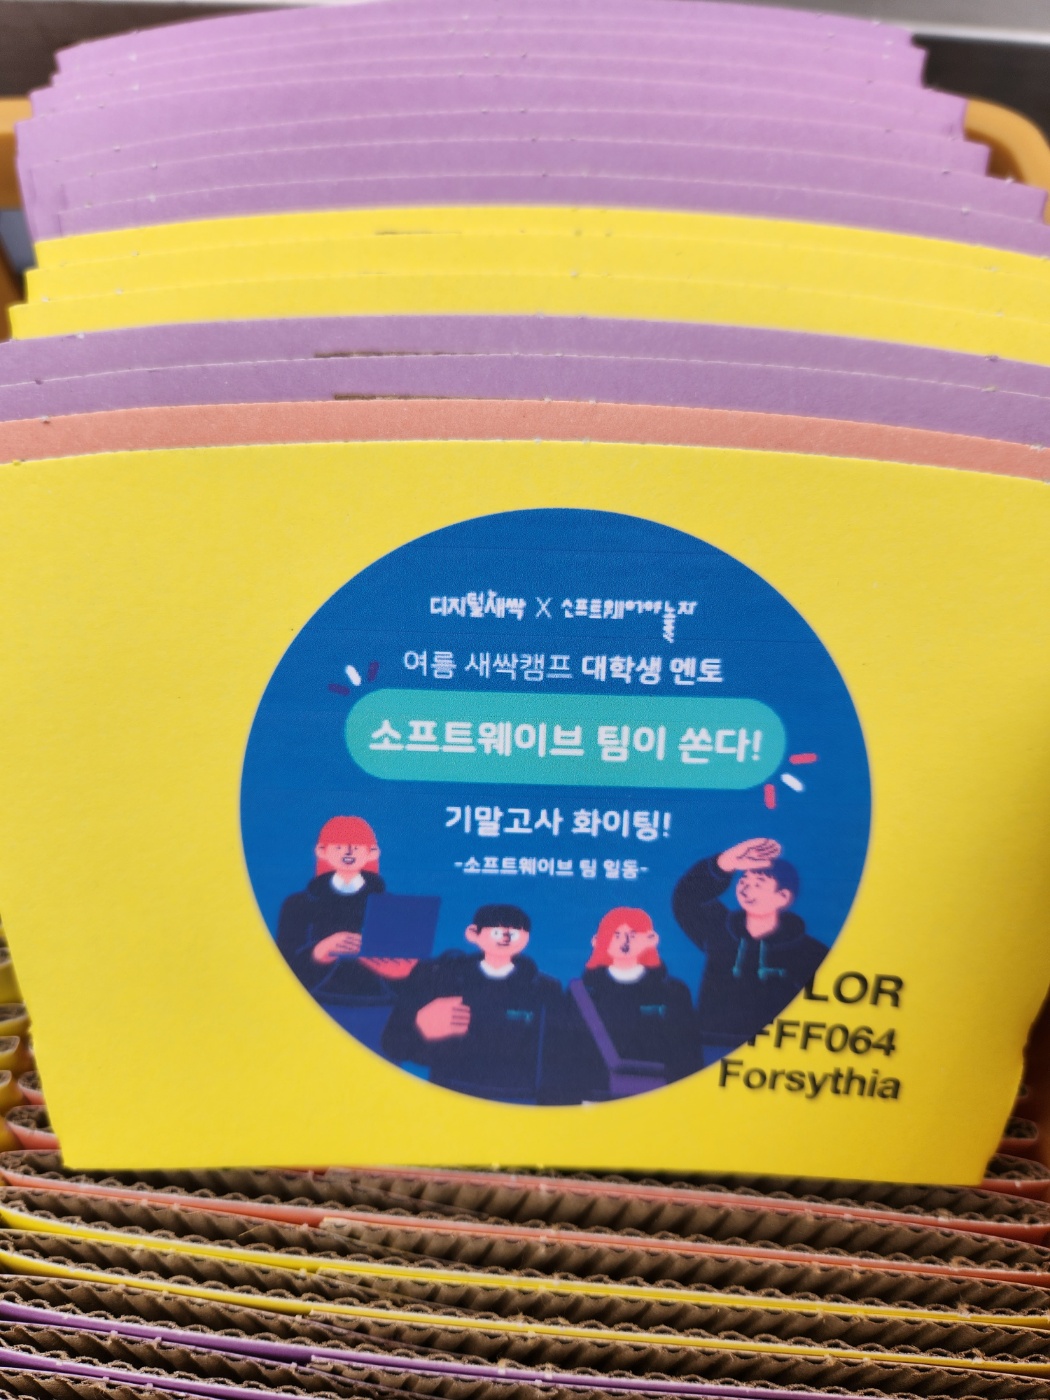 디지털새싹 X 소프트웨어야 놀자
여름 새싹캠프 대학생 멘토
소프트웨이브 팀이 쏜다!
기말고사 화이팅!
-소프트웨이브 팀 일동-
LOR
FFF064
Forsythia